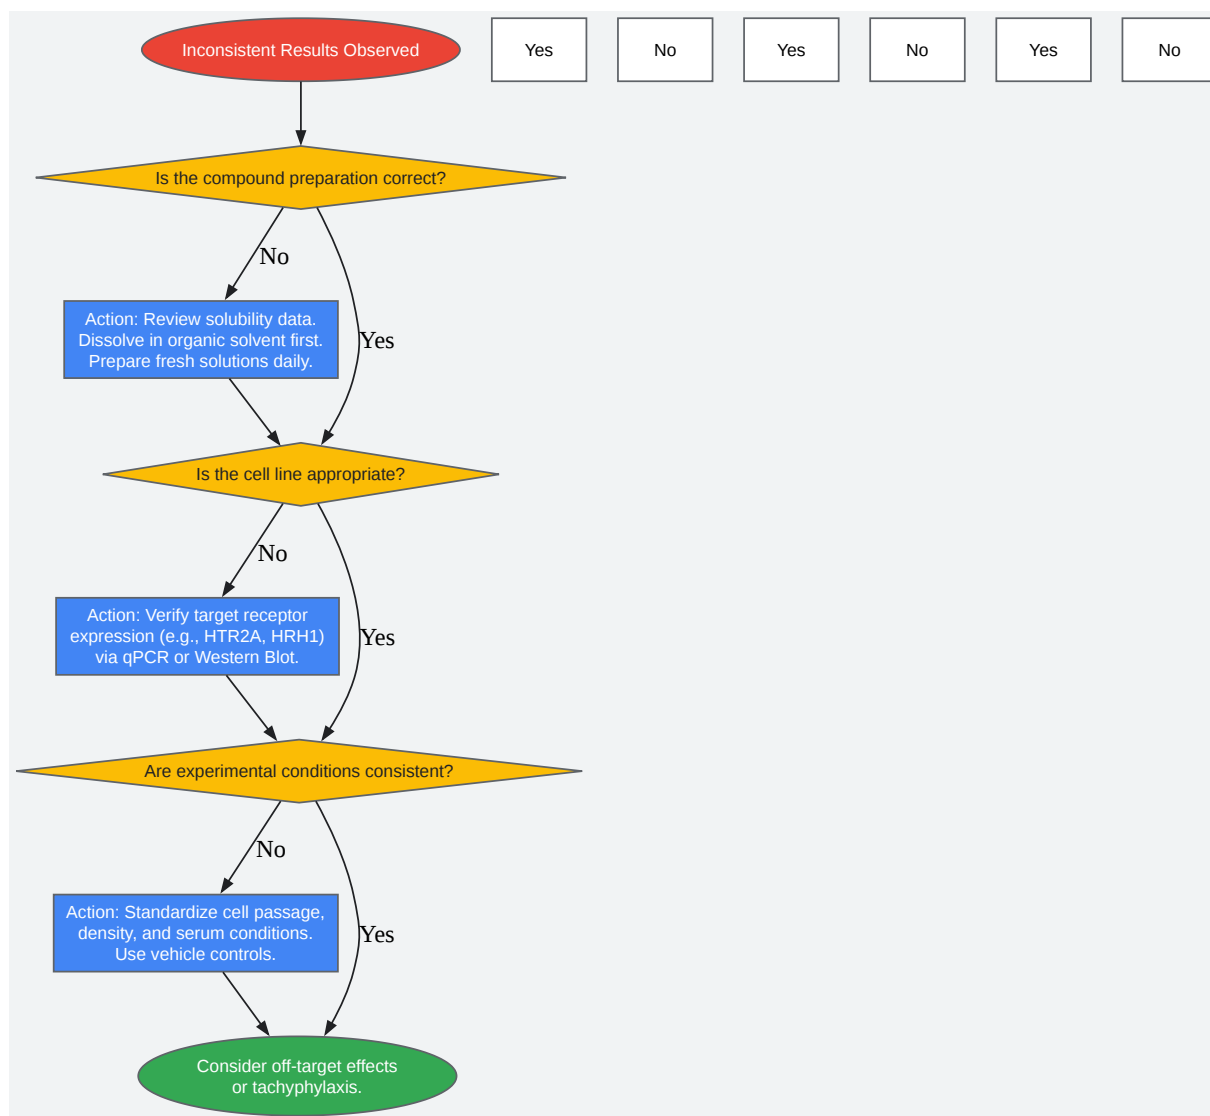 Inconsistent Results Observed
Yes
No
Yes
No
Yes
No
Is the compound preparation correct?
No
Action: Review solubility data.
Dissolve in organic solvent first.
Prepare fresh solutions daily.
Yes
Is the cell line appropriate?
No
Action: Verify target receptor
expression (e.g., HTR2A, HRH1)
via qPCR or Western Blot.
Yes
Are experimental conditions consistent?
No
Action: Standardize cell passage,
density, and serum conditions.
Use vehicle controls.
Yes
Consider off-target effects
or tachyphylaxis.